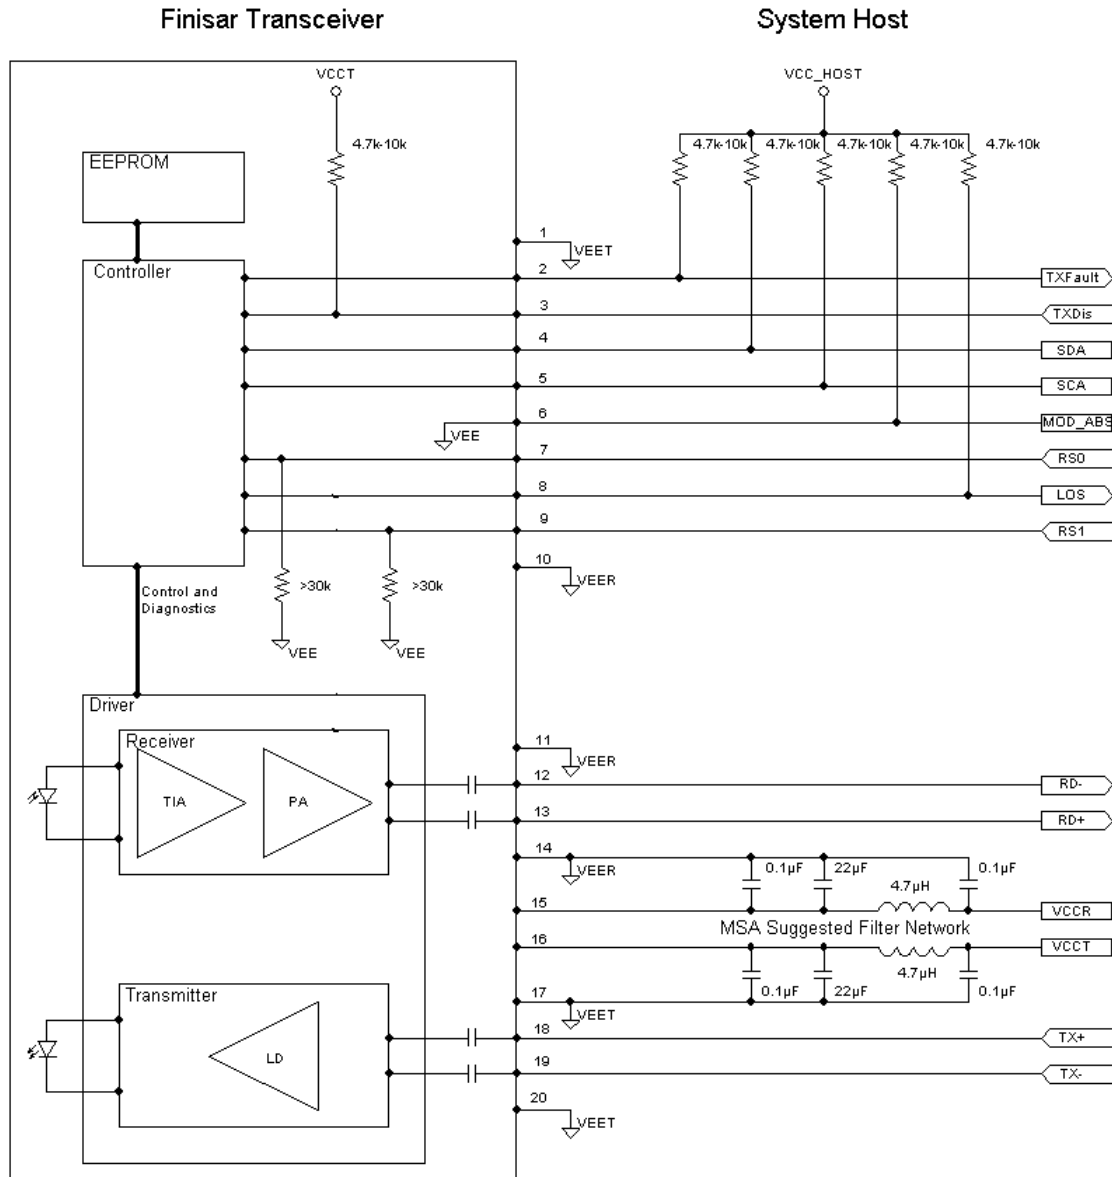 Finisar Transceiver
System Host
VCCT
VCC_HOST
4.7k-10k
4.7k-10k
4.7k-10k
4.7k-10k
4.7k-10k
4.7k-10k
EEPROM
1
VEET
Controller
2
TXFault
3
TXDis
4
SDA
5
SCA
6
MOD_ABS
VEE
7
RS0
8
LOS
9
RS1
10
VEER
Control and
Diagnostics
>30k
>30k
VEE
VEE
Driver
Receiver
TIA
PA
11
VEER
12
RD-
13
RD+
14
VEER
0.1µF
22µF
4.7µH
0.1µF
15
VCCR
MSA Suggested Filter Network
16
VCCT
4.7µH
0.1µF
22µF
0.1µF
17
VEET
Transmitter
LD
18
TX+
19
TX-
20
VEET